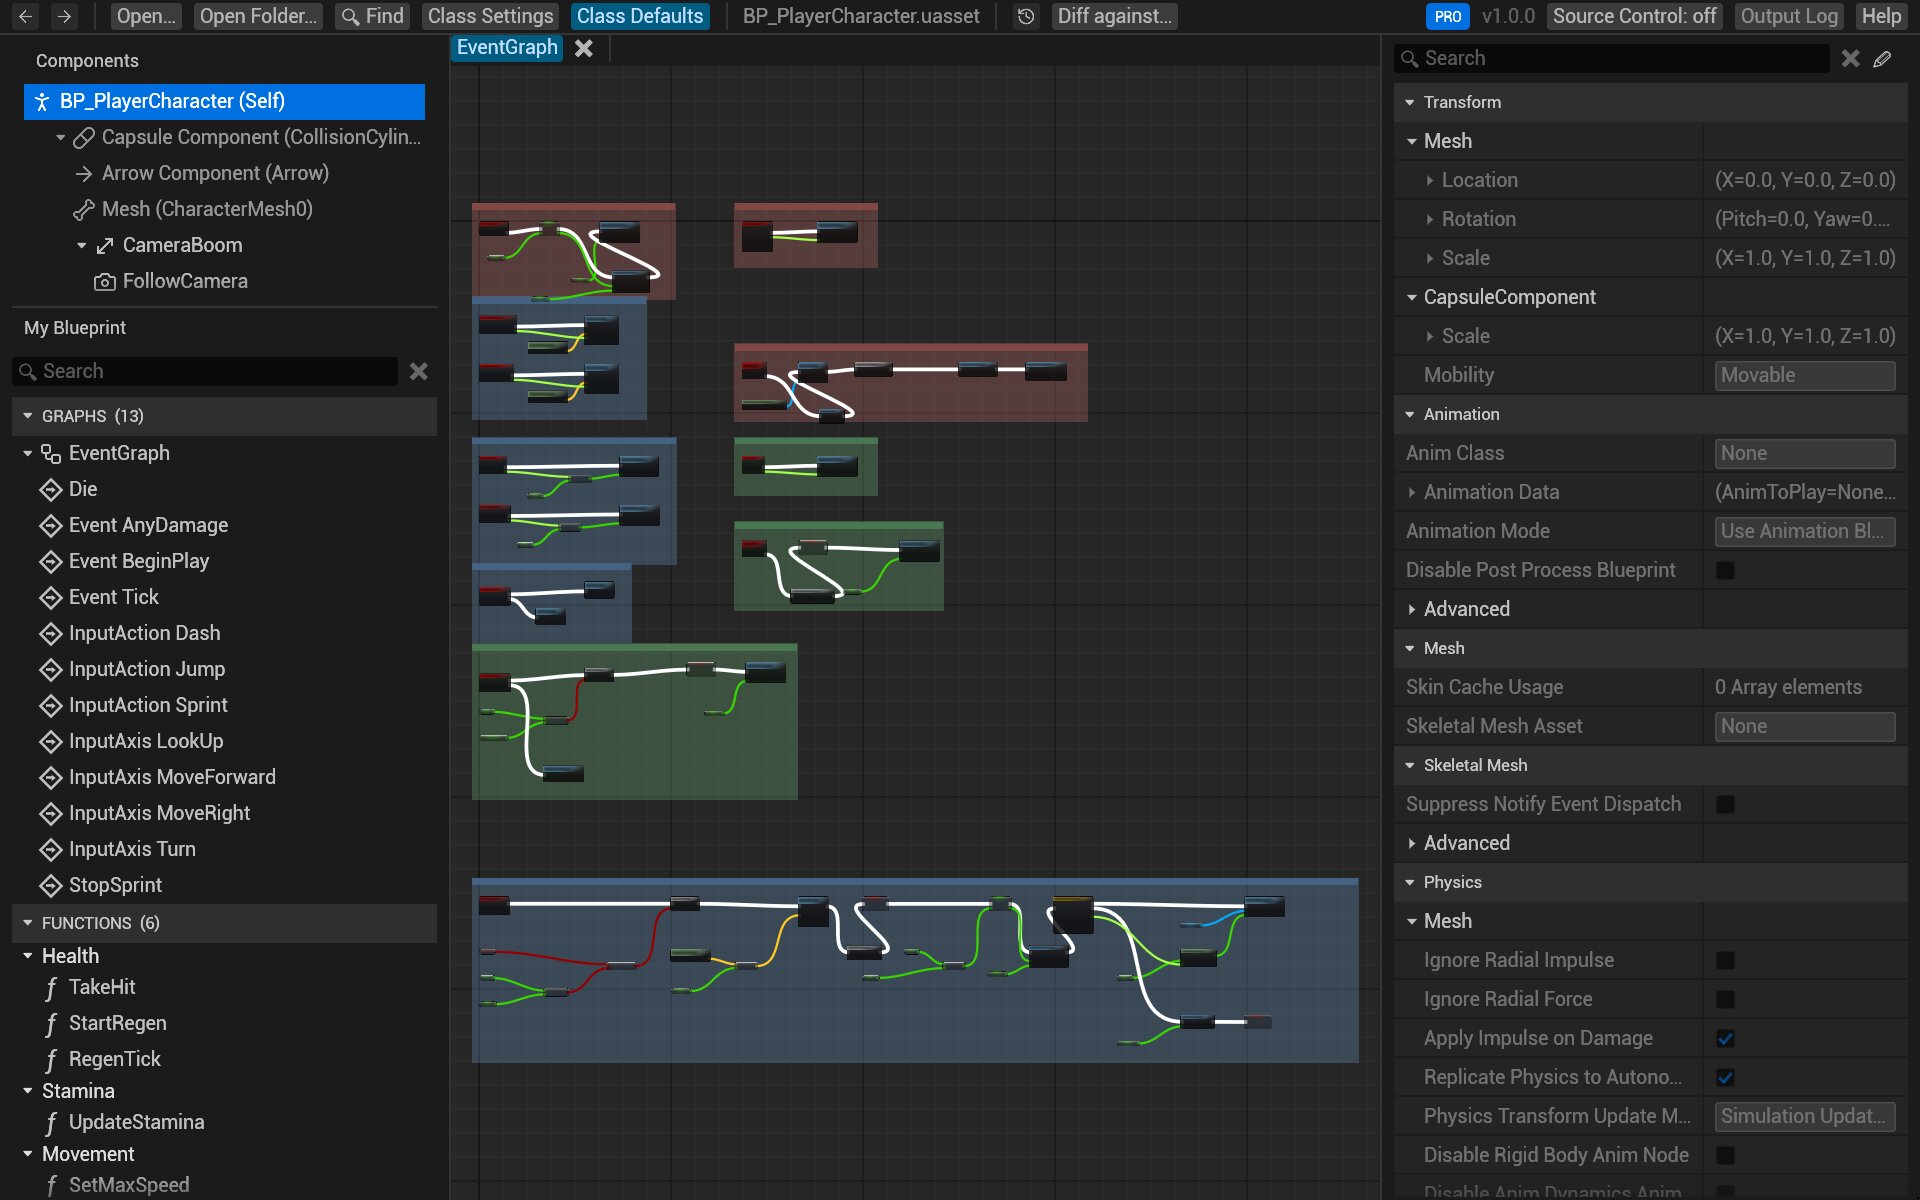 Open... Open Folder... Find Class Settings Class Defaults BP_PlayerCharacter.uasset Diff against... PRO v1.0.0 Source Control: off Output Log Help
Components
BP_PlayerCharacter (Self)
Capsule Component (CollisionCylin...
Arrow Component (Arrow)
Mesh (CharacterMesh0)
CameraBoom
FollowCamera
My Blueprint
Search
GRAPHS (13)
EventGraph
Die
Event AnyDamage
Event BeginPlay
Event Tick
InputAction Dash
InputAction Jump
InputAction Sprint
InputAxis LookUp
InputAxis MoveForward
InputAxis MoveRight
InputAxis Turn
StopSprint
FUNCTIONS (6)
Health
TakeHit
StartRegen
RegenTick
Stamina
UpdateStamina
Movement
SetMaxSpeed
EventGraph
Search
Transform
Mesh
Location (X=0.0, Y=0.0, Z=0.0)
Rotation (Pitch=0.0, Yaw=0....
Scale (X=1.0, Y=1.0, Z=1.0)
CapsuleComponent
Scale (X=1.0, Y=1.0, Z=1.0)
Mobility Movable
Animation
Anim Class None
Animation Data (AnimToPlay=None...
Animation Mode Use Animation Bl...
Disable Post Process Blueprint
Advanced
Mesh
Skin Cache Usage 0 Array elements
Skeletal Mesh Asset None
Skeletal Mesh
Suppress Notify Event Dispatch
Advanced
Physics
Mesh
Ignore Radial Impulse
Ignore Radial Force
Apply Impulse on Damage
Replicate Physics to Autono...
Physics Transform Update M... Simulation Updat...
Disable Rigid Body Anim Node
Disable Anim Dynamics Anim